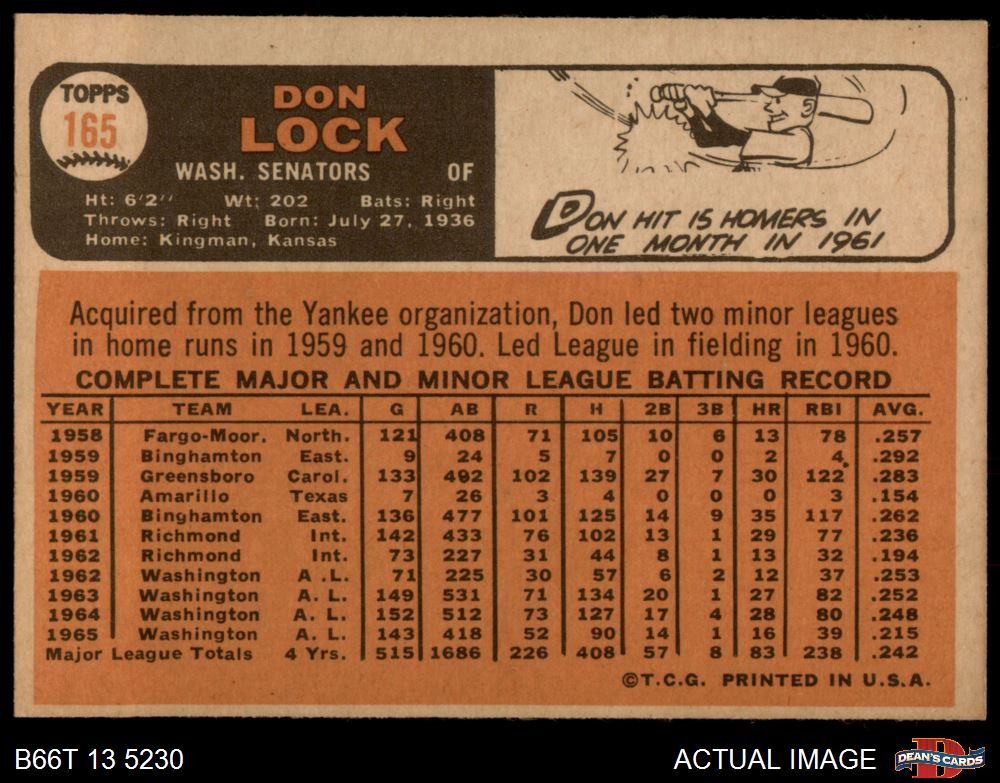 TOPPS
165
DON
LOCK
WASH. SENATORS OF
Ht: 6'2'' Wt: 202 Bats: Right
Throws: Right Born: July 27, 1936
Home: Kingman, Kansas
DON HIT 15 HOMERS IN
ONE MONTH IN 1961
Acquired from the Yankee organization, Don led two minor leagues
in home runs in 1959 and 1960. Led League in fielding in 1960.
COMPLETE MAJOR AND MINOR LEAGUE BATTING RECORD
YEAR TEAM LEA. G AB R H 2B 3B HR RBI AVG.
1958 Fargo-Moor. North. 121 408 71 105 10 6 13 78 .257
1959 Binghamton East. 9 24 5 7 0 0 2 4 .292
1959 Greensboro Carol. 133 492 102 139 27 7 30 122 .283
1960 Amarillo Texas 7 26 3 4 0 0 0 3 .154
1960 Binghamton East. 136 477 101 125 14 9 35 117 .262
1961 Richmond Int. 142 433 76 102 13 1 29 77 .236
1962 Richmond Int. 73 227 31 44 8 1 13 32 .194
1962 Washington A .L. 71 225 30 57 6 2 12 37 .253
1963 Washington A. L. 149 531 71 134 20 1 27 82 .252
1964 Washington A. L. 152 512 73 127 17 4 28 80 .248
1965 Washington A. L. 143 418 52 90 14 1 16 39 .215
Major League Totals 4 Yrs. 515 1686 226 408 57 8 83 238 .242
©T.C.G. PRINTED IN U.S.A.
B66T 13 5230 ACTUAL IMAGE DEAN'S CARDS